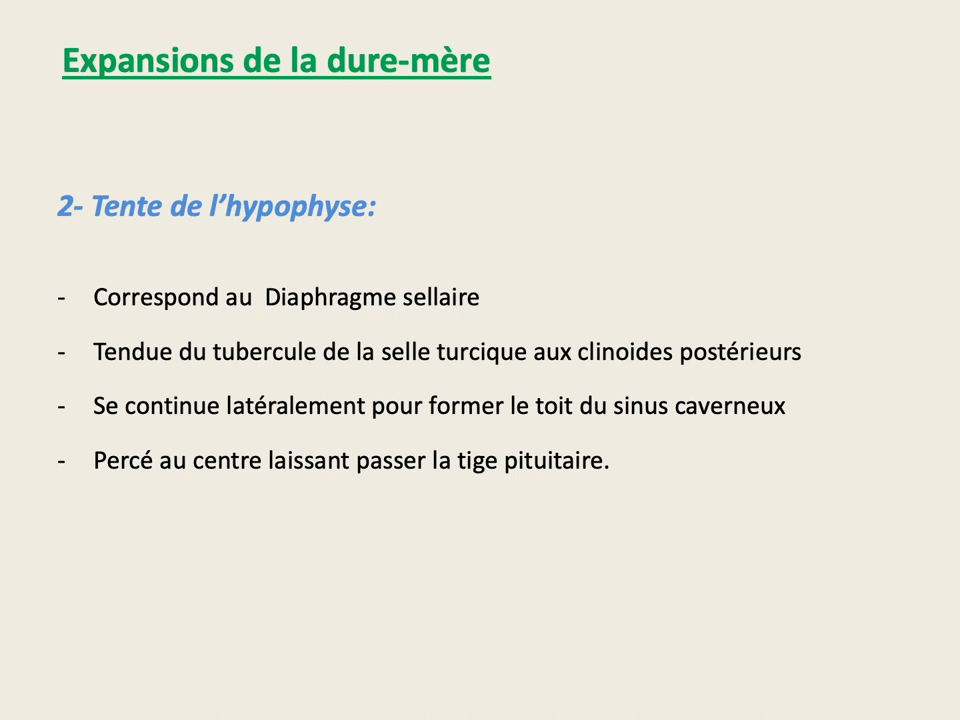 Expansions de la dure-mère
2- Tente de l’hypophyse:
- Correspond au  Diaphragme sellaire
- Tendue du tubercule de la selle turcique aux clinoides postérieurs
- Se continue latéralement pour former le toit du sinus caverneux
- Percé au centre laissant passer la tige pituitaire.